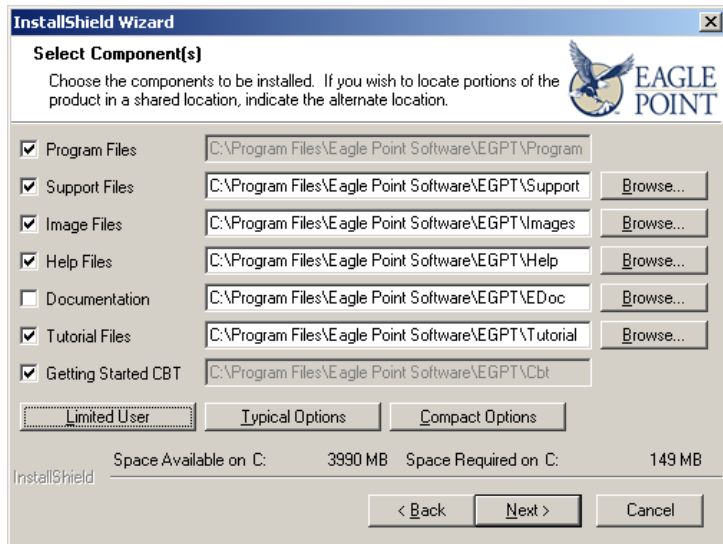 InstallShield Wizard
Select Component(s)
Choose the components to be installed. If you wish to locate portions of the
product in a shared location, indicate the alternate location.
EAGLE
POINT
Program Files C:\Program Files\Eagle Point Software\EGPT\Program
Support Files C:\Program Files\Eagle Point Software\EGPT\Support Browse...
Image Files C:\Program Files\Eagle Point Software\EGPT\Images Browse...
Help Files C:\Program Files\Eagle Point Software\EGPT\Help Browse...
Documentation C:\Program Files\Eagle Point Software\EGPT\EDoc Browse...
Tutorial Files C:\Program Files\Eagle Point Software\EGPT\Tutorial Browse...
Getting Started CBT C:\Program Files\Eagle Point Software\EGPT\Cbt
Limited User Typical Options Compact Options
Space Available on C: 3990 MB Space Required on C: 149 MB
InstallShield
< Back Next > Cancel